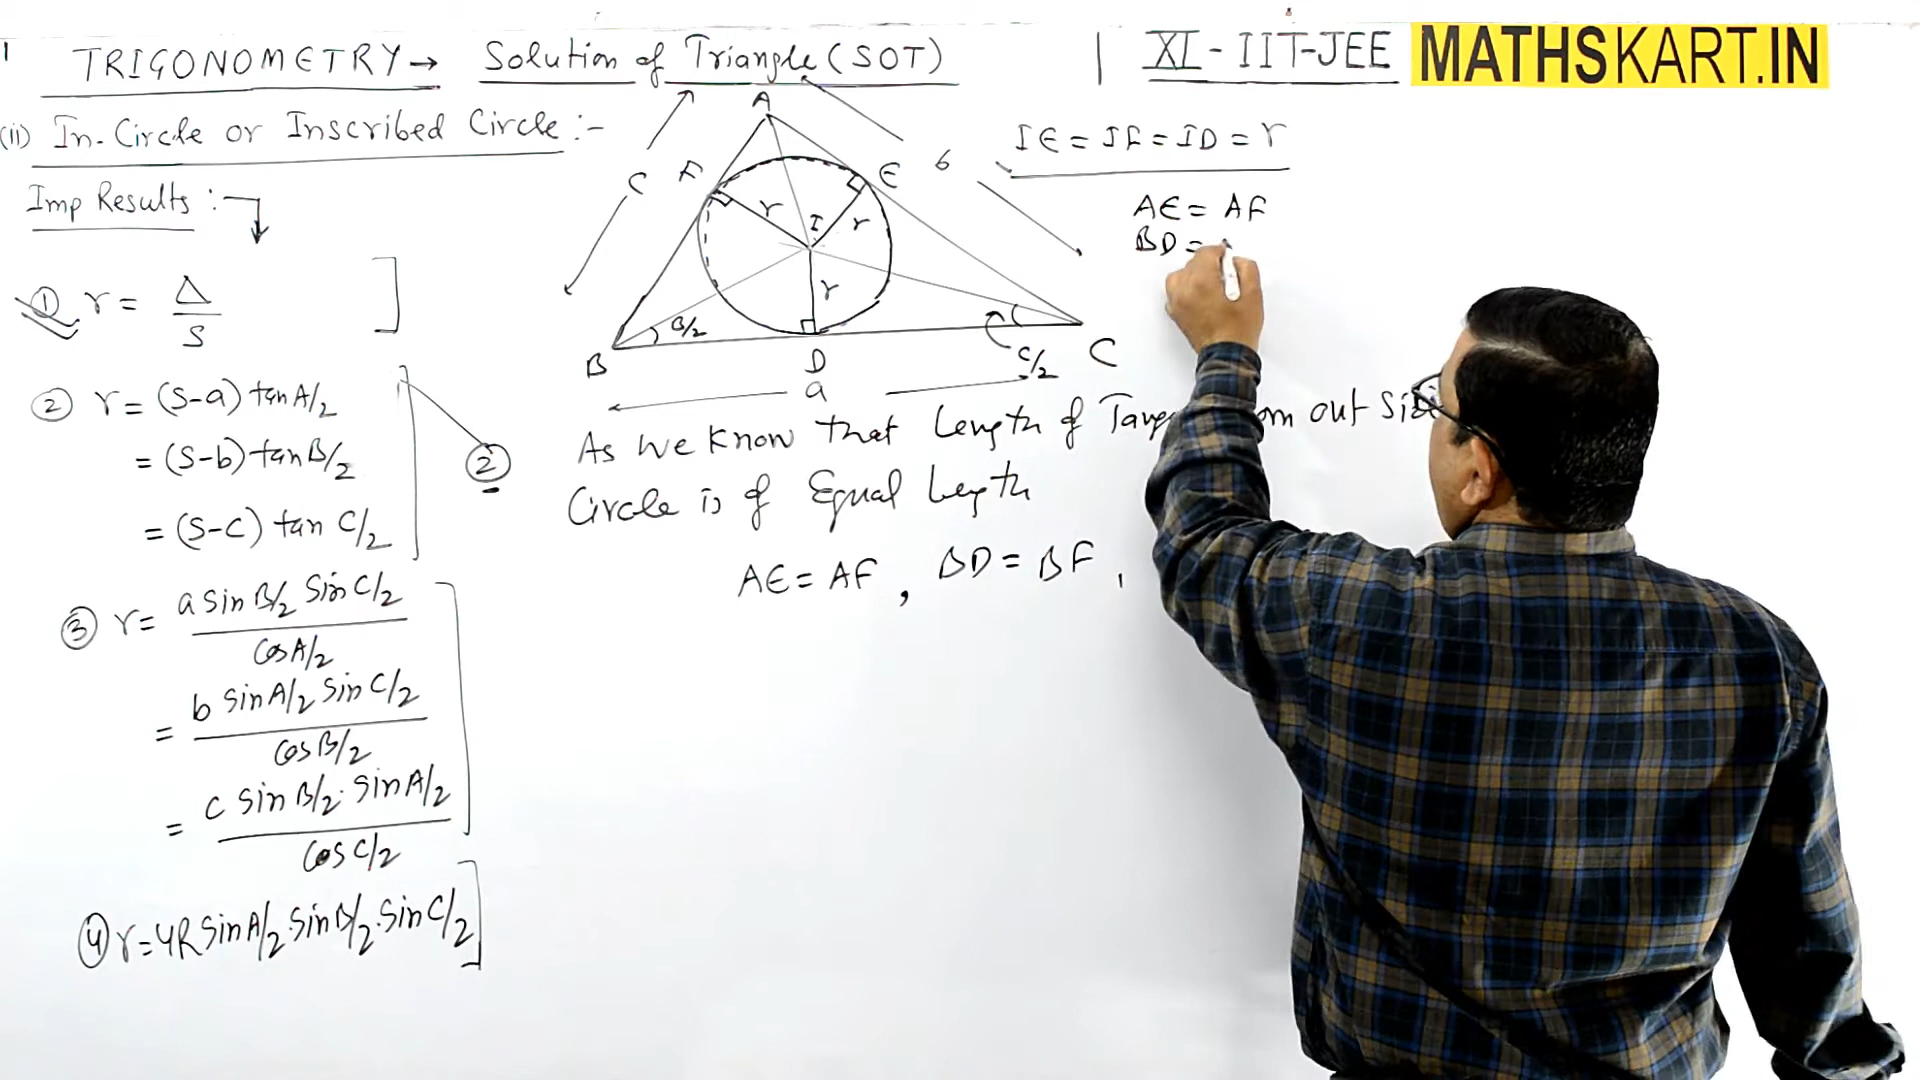 TRIGONOMETRY → Solution of Triangle (SOT) | XI - IIT-JEE MATHSKART.IN
(ii) In-Circle or Inscribed Circle :-
Imp Results :-
① r = Δ/S
② r = (S-a) tan A/2
= (S-b) tan B/2
= (S-c) tan C/2
②
③ r = a sin B/2 Sin C/2 / Cos A/2
= b sin A/2 sin C/2 / Cos B/2
= c sin B/2 . sin A/2 / Cos C/2
④ r = 4R Sin A/2 . Sin B/2 . Sin C/2
A
C
F
E
6
r
I
r
r
B/2
B
D
C/2
C
a
IE = IF = ID = r
AE = AF
BD =
As we know that Length of out
Circle is of Equal Length
AE = AF , BD = BF ,